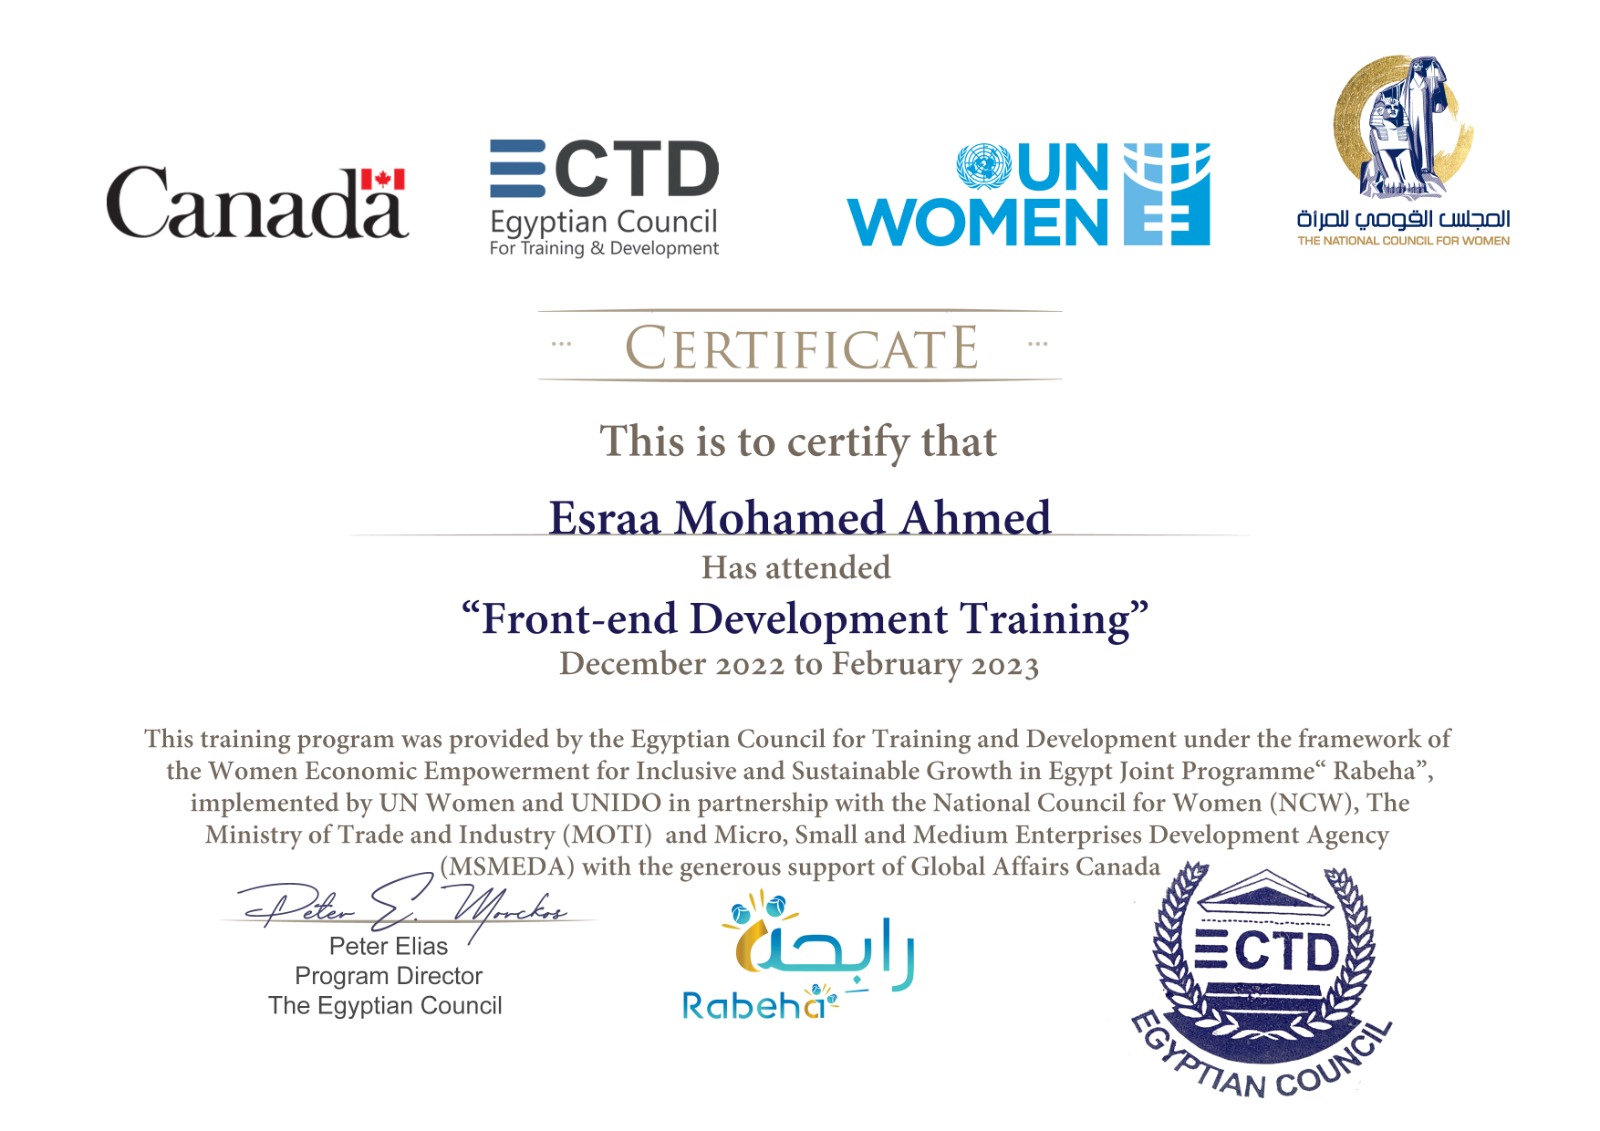 Canada
ECTD
Egyptian Council
For Training & Development
UN
WOMEN
المجلس القومي للمرأة
THE NATIONAL COUNCIL FOR WOMEN
CERTIFICATE
This is to certify that
Esraa Mohamed Ahmed
Has attended
“Front-end Development Training”
December 2022 to February 2023
This training program was provided by the Egyptian Council for Training and Development under the framework of
the Women Economic Empowerment for Inclusive and Sustainable Growth in Egypt Joint Programme“ Rabeha”,
implemented by UN Women and UNIDO in partnership with the National Council for Women (NCW), The
Ministry of Trade and Industry (MOTI)  and Micro, Small and Medium Enterprises Development Agency
(MSMEDA) with the generous support of Global Affairs Canada
Peter E. Morckos
Peter Elias
Program Director
The Egyptian Council
رابحة
Rabeha
ECTD
EGYPTIAN COUNCIL